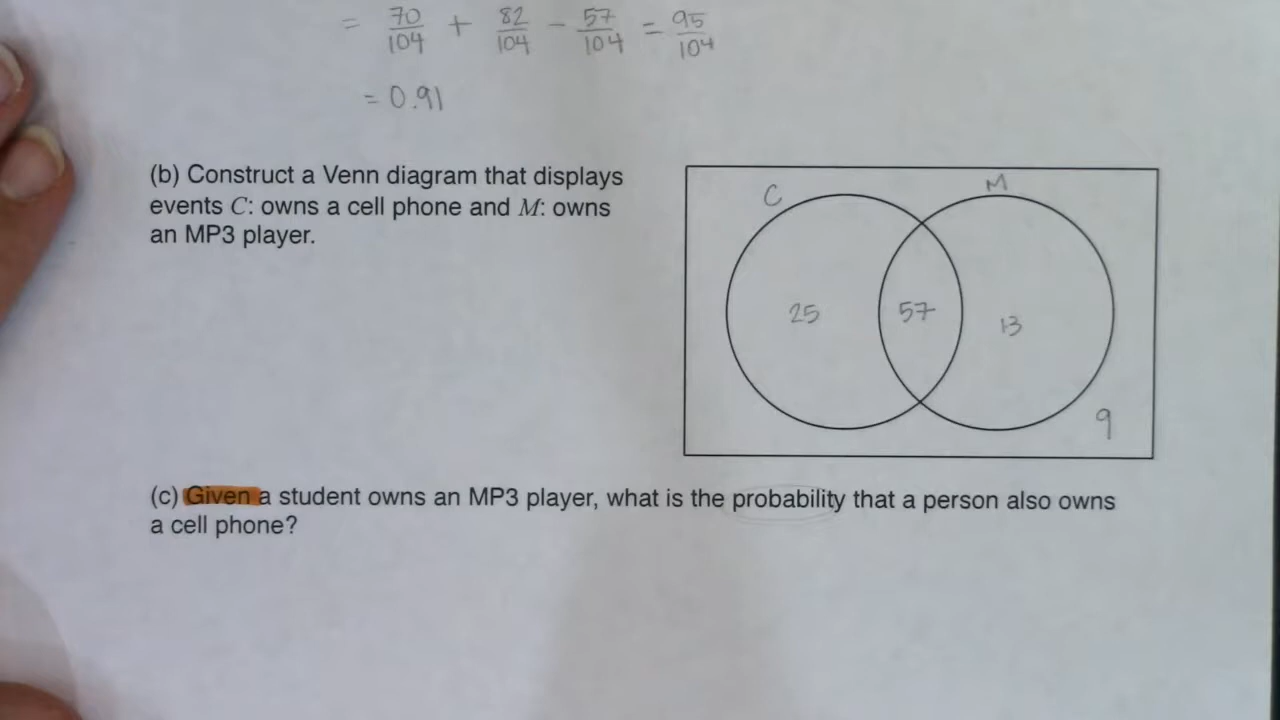 = 70/104 + 82/104 - 57/104 = 95/104
= 0.91
(b) Construct a Venn diagram that displays
events C: owns a cell phone and M: owns
an MP3 player.
C M
25 57 13
9
(c) Given a student owns an MP3 player, what is the probability that a person also owns
a cell phone?